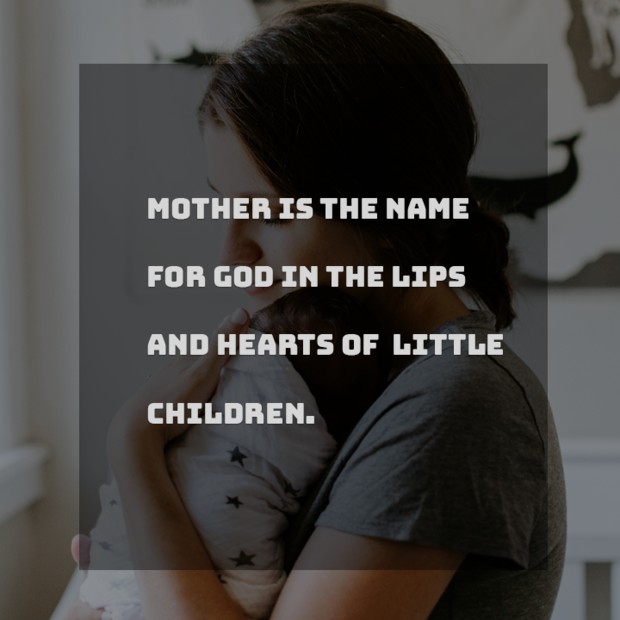 MOTHER IS THE NAME
FOR GOD IN THE LIPS
AND HEARTS OF LITTLE
CHILDREN.